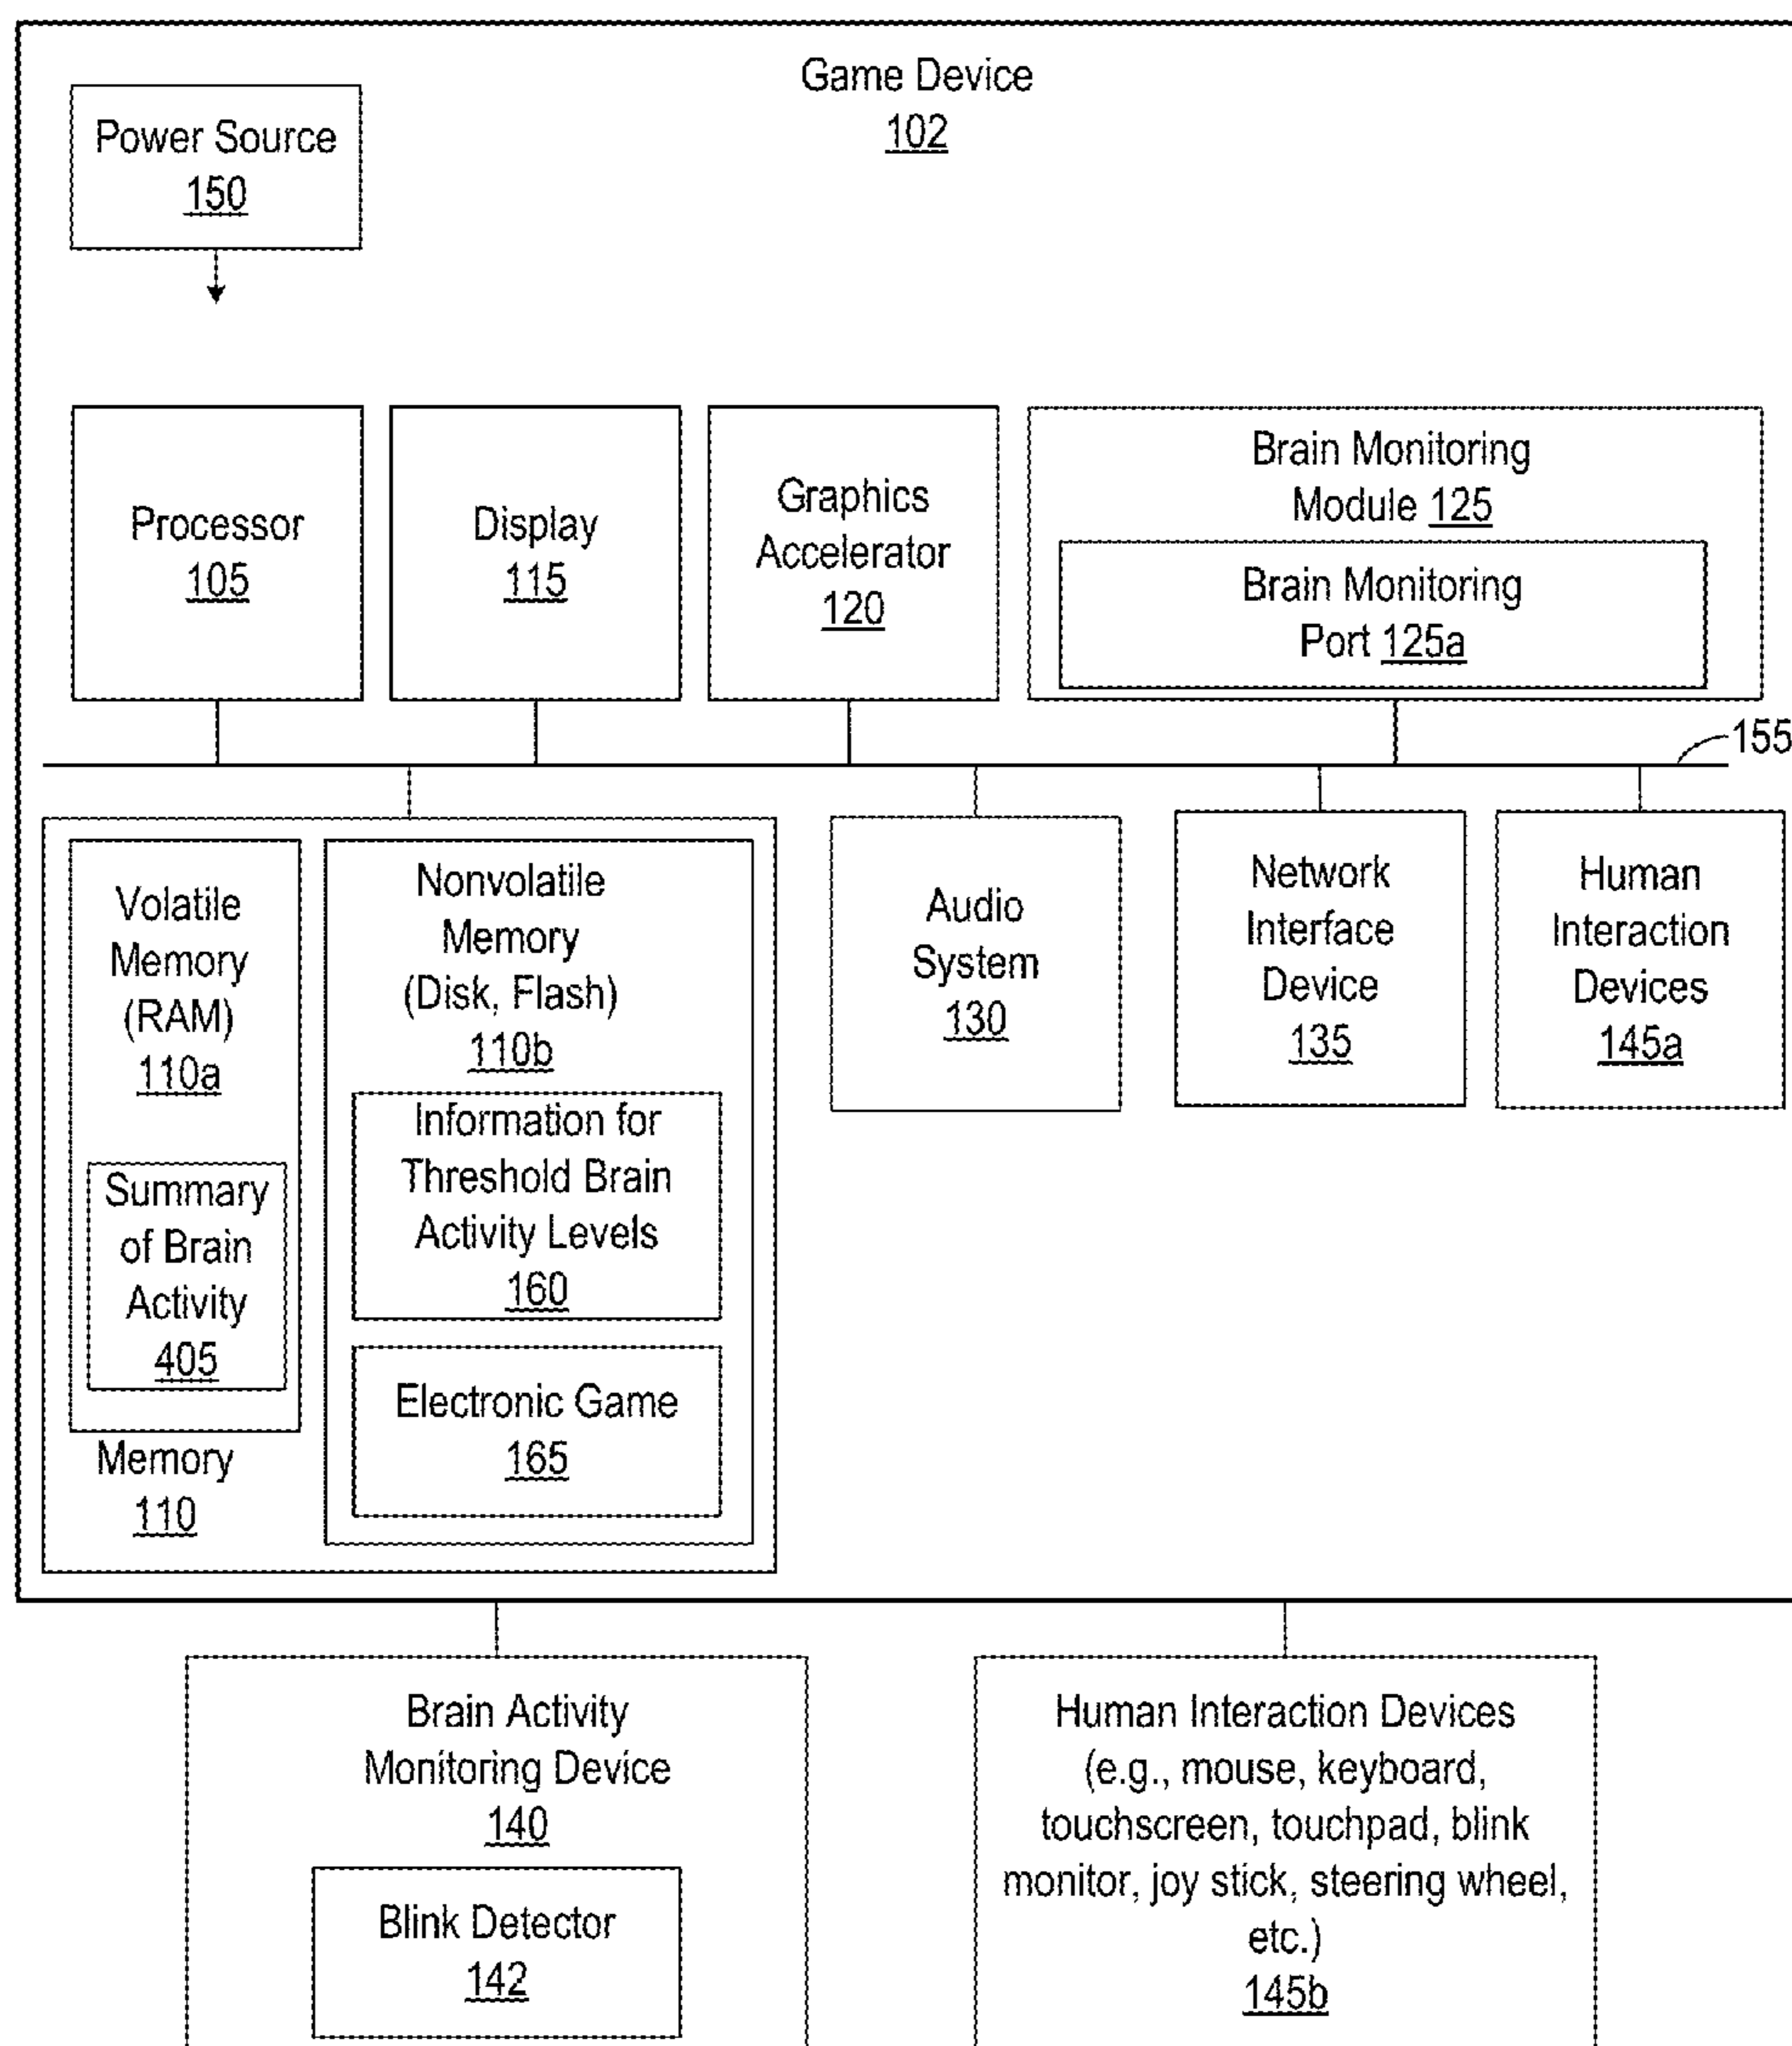 Game Device
102
Power Source
150
Processor
105
Display
115
Graphics
Accelerator
120
Brain Monitoring
Module 125
Brain Monitoring
Port 125a
155
Volatile
Memory
(RAM)
110a
Summary
of Brain
Activity
405
Memory
110
Nonvolatile
Memory
(Disk, Flash)
110b
Information for
Threshold Brain
Activity Levels
160
Electronic Game
165
Audio
System
130
Network
Interface
Device
135
Human
Interaction
Devices
145a
Brain Activity
Monitoring Device
140
Blink Detector
142
Human Interaction Devices
(e.g., mouse, keyboard,
touchscreen, touchpad, blink
monitor, joy stick, steering wheel,
etc.)
145b